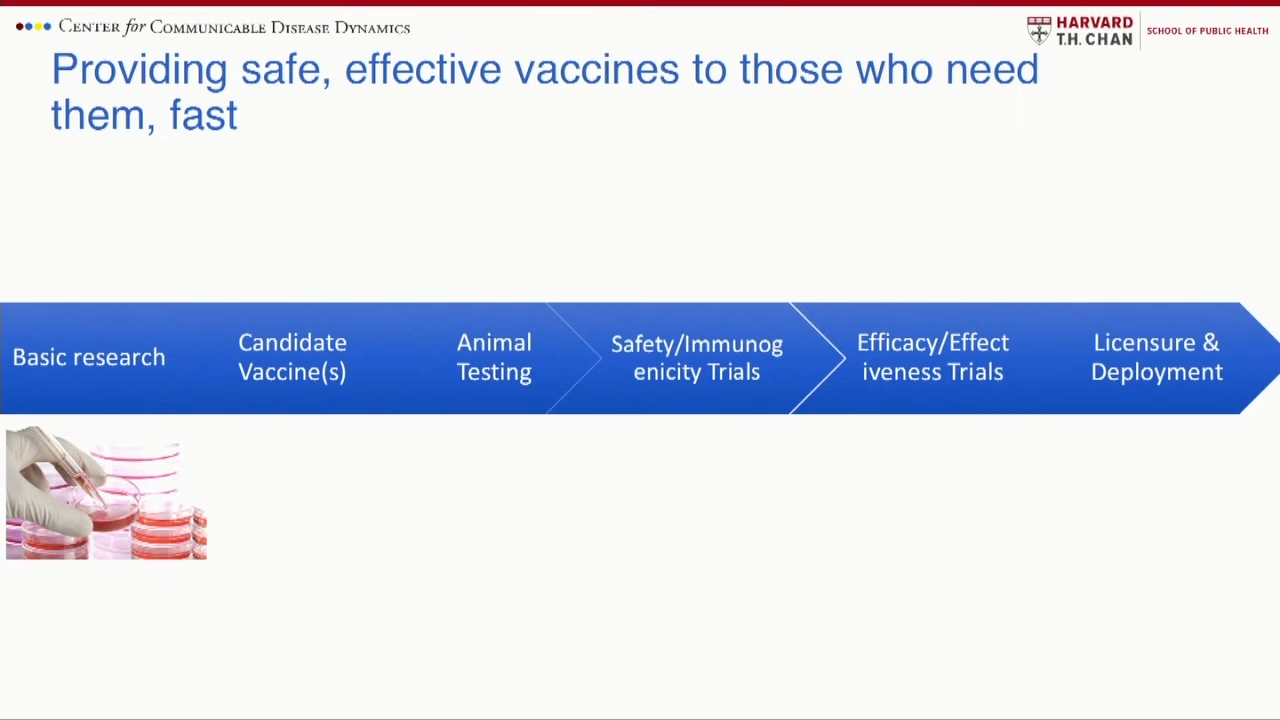 CENTER for COMMUNICABLE DISEASE DYNAMICS
HARVARD
T.H. CHAN
SCHOOL OF PUBLIC HEALTH
Providing safe, effective vaccines to those who need
them, fast
Basic research
Candidate
Vaccine(s)
Animal
Testing
Safety/Immunog
enicity Trials
Efficacy/Effect
iveness Trials
Licensure &
Deployment